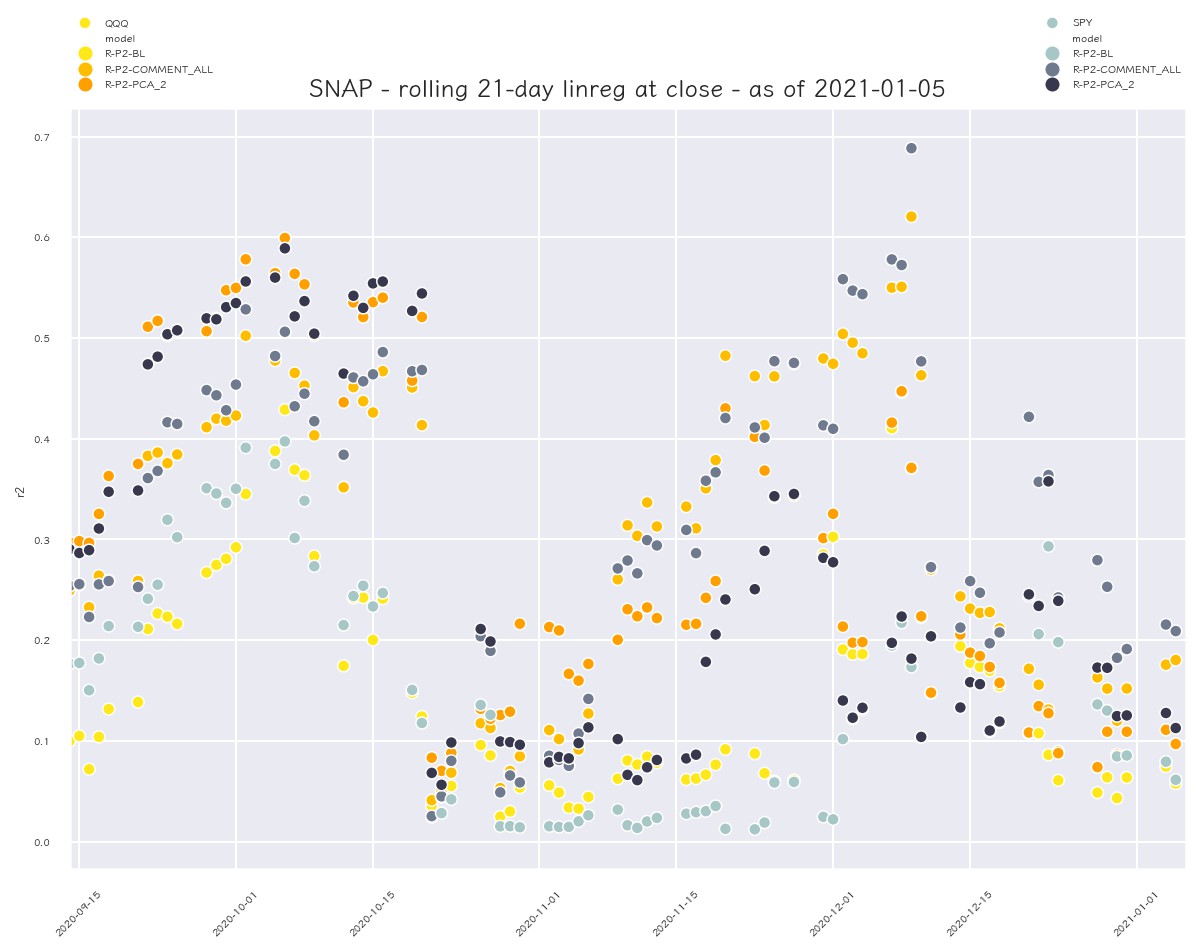 QQQ
model
R-P2-BL
R-P2-COMMENT_ALL
R-P2-PCA_2
SPY
model
R-P2-BL
R-P2-COMMENT_ALL
R-P2-PCA_2
SNAP - rolling 21-day linreg at close - as of 2021-01-05
0.7
0.6
0.5
0.4
r2
0.3
0.2
0.1
0.0
2020-09-15
2020-10-01
2020-10-15
2020-11-01
2020-11-15
2020-12-01
2020-12-15
2021-01-01